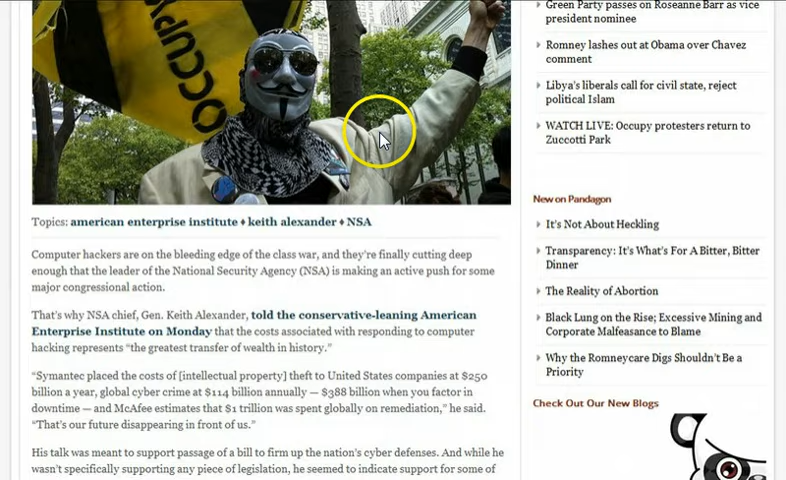 OCCUPY
Topics: american enterprise institute ♦ keith alexander ♦ NSA
Computer hackers are on the bleeding edge of the class war, and they're finally cutting deep
enough that the leader of the National Security Agency (NSA) is making an active push for some
major congressional action.
That's why NSA chief, Gen. Keith Alexander, told the conservative-leaning American
Enterprise Institute on Monday that the costs associated with responding to computer
hacking represents “the greatest transfer of wealth in history.”
“Symantec placed the costs of [intellectual property] theft to United States companies at $250
billion a year, global cyber crime at $114 billion annually — $388 billion when you factor in
downtime — and McAfee estimates that $1 trillion was spent globally on remediation,” he said.
“That's our future disappearing in front of us.”
His talk was meant to support passage of a bill to firm up the nation's cyber defenses. And while he
wasn't specifically supporting any piece of legislation, he seemed to indicate support for some of
Green Party passes on Roseanne Barr as vice
president nominee
Romney lashes out at Obama over Chavez
comment
Libya's liberals call for civil state, reject
political Islam
WATCH LIVE: Occupy protesters return to
Zuccotti Park
New on Pandagon
It's Not About Heckling
Transparency: It's What's For A Bitter, Bitter
Dinner
The Reality of Abortion
Black Lung on the Rise; Excessive Mining and
Corporate Malfeasance to Blame
Why the Romneycare Digs Shouldn't Be a
Priority
Check Out Our New Blogs